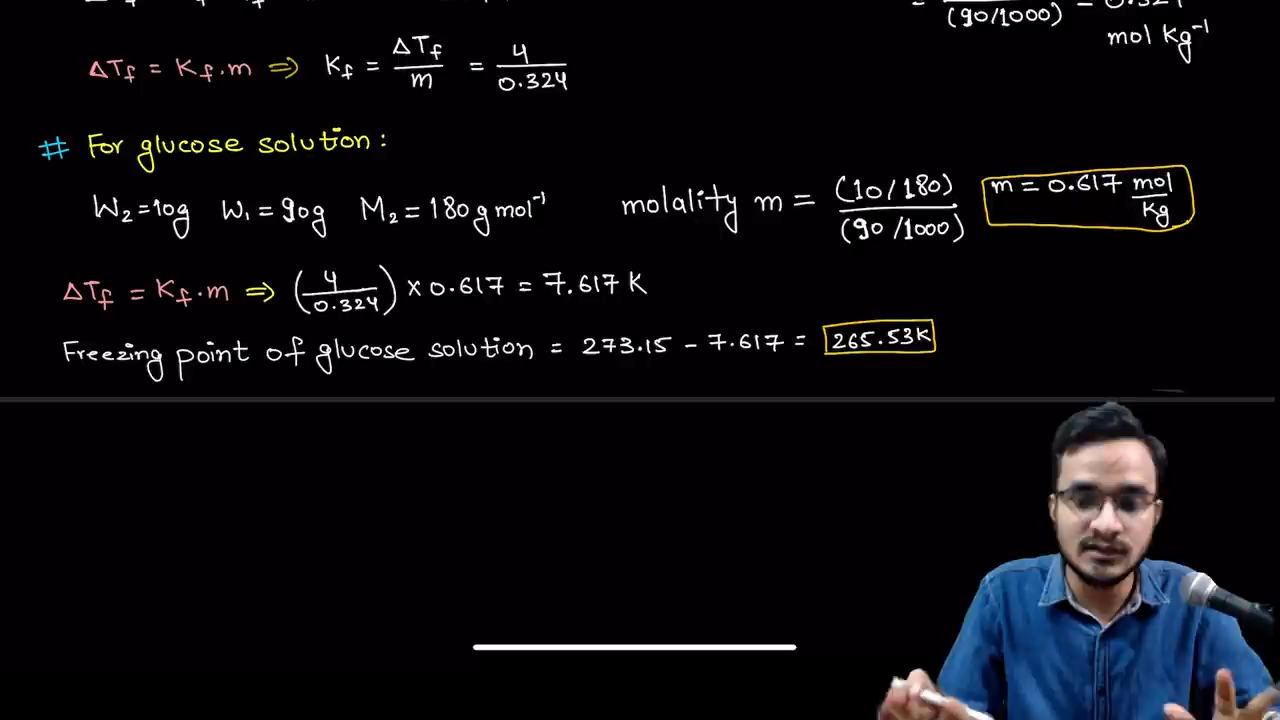 (90/1000)
mol kg⁻¹
ΔTf = Kf.m ⇒ Kf = ΔTf/m = 4/0.324
# For glucose solution:
W₂=10g W₁=90g M₂=180 g mol⁻¹ molality m = (10/180)/(90/1000) m = 0.617 mol/kg
ΔTf = Kf.m ⇒ (4/0.324) × 0.617 = 7.617 K
Freezing point of glucose solution = 273.15 – 7.617 = 265.53K